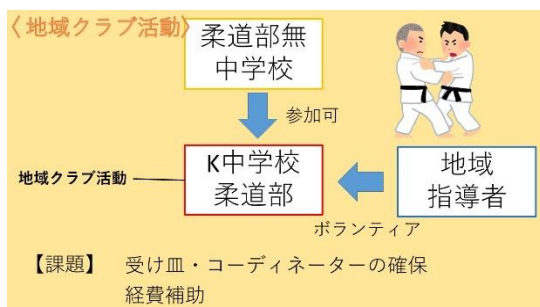 〈地域クラブ活動〉
柔道部無
中学校
参加可
K中学校
柔道部
地域クラブ活動
地域
指導者
ボランティア
【課題】 受け皿・コーディネーターの確保
経費補助